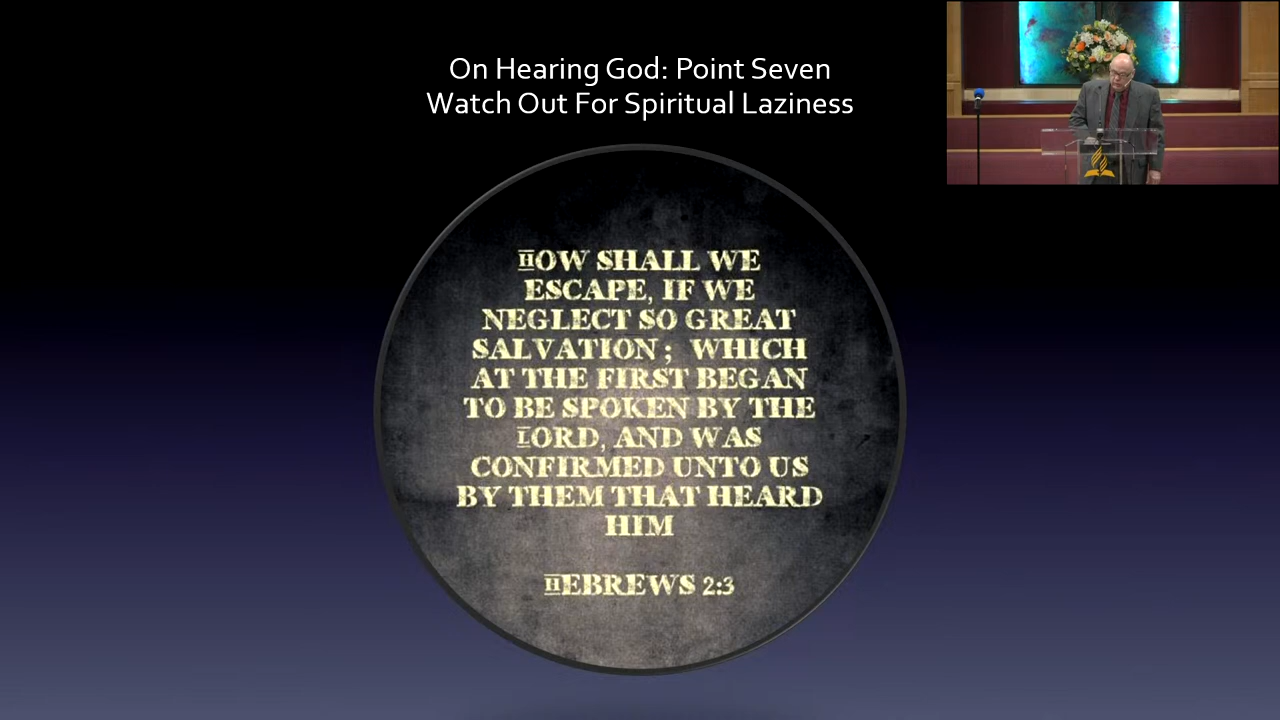 On Hearing God: Point Seven
Watch Out For Spiritual Laziness
HOW SHALL WE
ESCAPE, IF WE
NEGLECT SO GREAT
SALVATION; WHICH
AT THE FIRST BEGAN
TO BE SPOKEN BY THE
LORD, AND WAS
CONFIRMED UNTO US
BY THEM THAT HEARD
HIM
HEBREWS 2:3